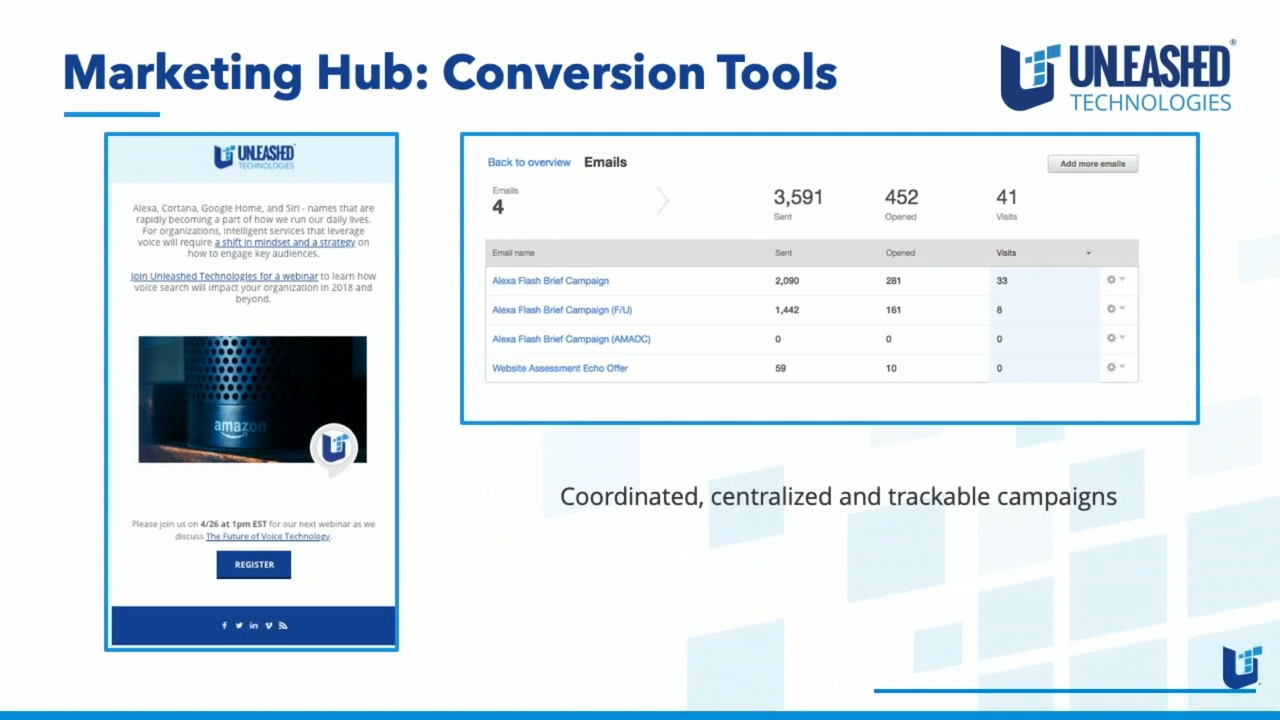 Marketing Hub: Conversion Tools
UNLEASHED®
TECHNOLOGIES
UNLEASHED
TECHNOLOGIES
Alexa, Cortana, Google Home, and Siri - names that are
rapidly becoming a part of how we run our daily lives.
For organizations, intelligent services that leverage
voice will require a shift in mindset and a strategy on
how to engage key audiences.
Join Unleashed Technologies for a webinar to learn how
voice search will impact your organization in 2018 and
beyond.
amazon
Please join us on 4/26 at 1pm EST for our next webinar as we
discuss The Future of Voice Technology.
REGISTER
Back to overview Emails Add more emails
Emails
4
3,591 452 41
Sent Opened Visits
Email name Sent Opened Visits
Alexa Flash Brief Campaign 2,090 281 33
Alexa Flash Brief Campaign (F/U) 1,442 161 8
Alexa Flash Brief Campaign (AMADC) 0 0 0
Website Assessment Echo Offer 59 10 0
Coordinated, centralized and trackable campaigns